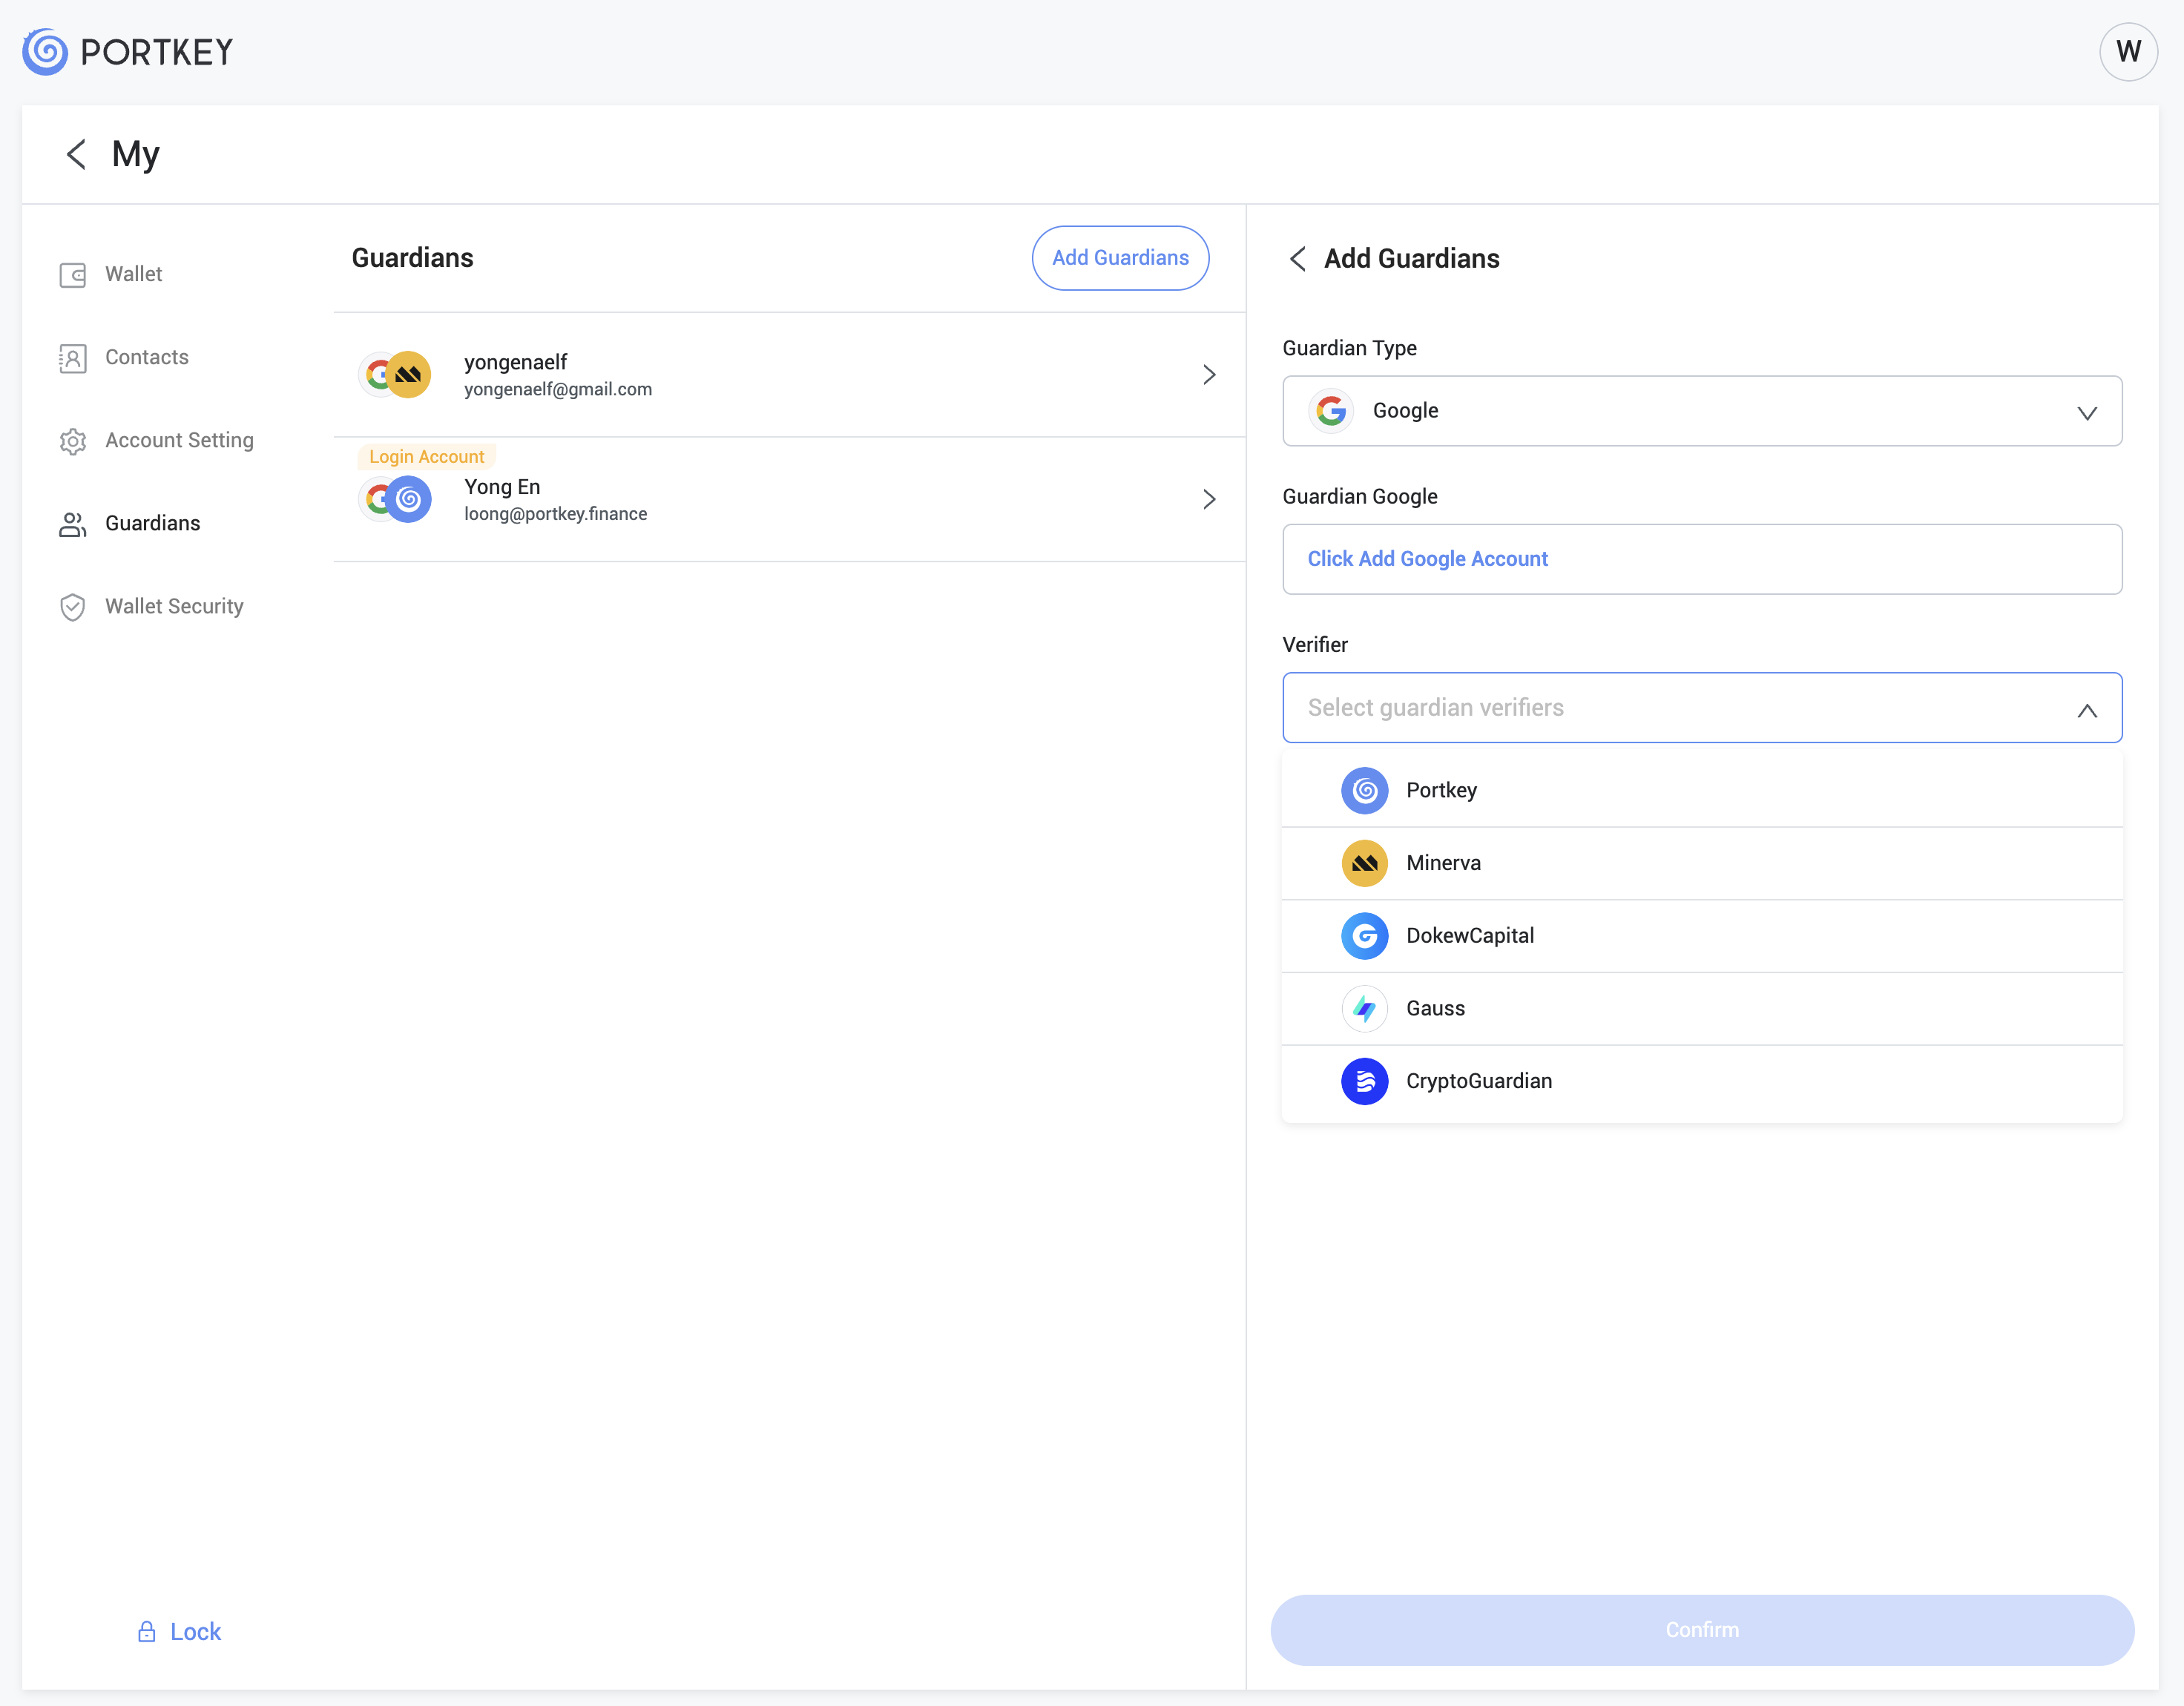 PORTKEY
W
My
Wallet
Contacts
Account Setting
Guardians
Wallet Security
Lock
Guardians
Add Guardians
yongenaelf
yongenaelf@gmail.com
Login Account
Yong En
loong@portkey.finance
Add Guardians
Guardian Type
Google
Guardian Google
Click Add Google Account
Verifier
Select guardian verifiers
Portkey
Minerva
DokewCapital
Gauss
CryptoGuardian
Confirm